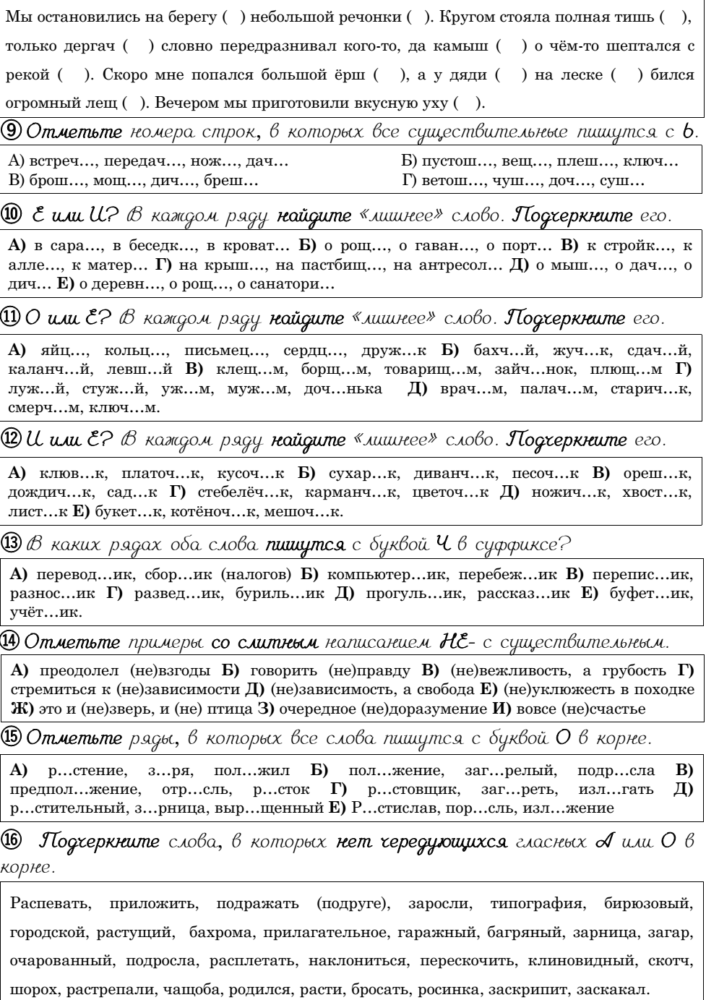 Мы остановились на берегу (   ) небольшой речонки (   ). Кругом стояла полная тишь (   ),
только дергач (   ) словно передразнивал кого-то, да камыш (   ) о чём-то шептался с
рекой (   ). Скоро мне попался большой ёрш (   ), а у дяди (   ) на леске (   ) бился
огромный лещ (   ). Вечером мы приготовили вкусную уху (   ).
⑨ Отметьте номера строк, в которых все существительные пишутся с Ь.
А) встреч…, передач…, нож…, дач… Б) пустош…, вещ…, плеш…, ключ…
В) брош…, мощ…, дич…, бреш… Г) ветош…, чуш…, доч…, суш…
⑩ Е или И? В каждом ряду найдите «лишнее» слово. Подчеркните его.
А) в сара…, в беседк…, в кроват… Б) о рощ…, о гаван…, о порт… В) к стройк…, к
алле…, к матер… Г) на крыш…, на пастбищ…, на антресол… Д) о мыш…, о дач…, о
дич… Е) о деревн…, о рощ…, о санатори…
⑪ О или Е? В каждом ряду найдите «лишнее» слово. Подчеркните его.
А) яйц…, кольц…, письмец…, сердц…, друж…к Б) бахч…й, жуч…к, сдач…й,
каланч…й, левш…й В) клещ…м, борщ…м, товарищ…м, зайч…нок, плющ…м Г)
луж…й, стуж…й, уж…м, муж…м, доч…нька Д) врач…м, палач…м, старич…к,
смерч…м, ключ…м.
⑫ И или Е? В каждом ряду найдите «лишнее» слово. Подчеркните его.
А) клюв…к, платоч…к, кусоч…к Б) сухар…к, диванч…к, песоч…к В) ореш…к,
дождич…к, сад…к Г) стебелёч…к, карманч…к, цветоч…к Д) ножич…к, хвост…к,
лист…к Е) букет…к, котёноч…к, мешоч…к.
⑬ В каких рядах оба слова пишутся с буквой Ч в суффиксе?
А) перевод…ик, сбор…ик (налогов) Б) компьютер…ик, перебеж…ик В) перепис…ик,
разнос…ик Г) развед…ик, буриль…ик Д) прогуль…ик, рассказ…ик Е) буфет…ик,
учёт…ик.
⑭ Отметьте примеры со слитным написанием НЕ- с существительным.
А) преодолел (не)взгоды Б) говорить (не)правду В) (не)вежливость, а грубость Г)
стремиться к (не)зависимости Д) (не)зависимость, а свобода Е) (не)уклюжесть в походке
Ж) это и (не)зверь, и (не) птица З) очередное (не)доразумение И) вовсе (не)счастье
⑮ Отметьте ряды, в которых все слова пишутся с буквой О в корне.
А) р…стение, з…ря, пол…жил Б) пол…жение, заг…релый, подр…сла В)
предпол…жение, отр…сль, р…сток Г) р…стовщик, заг…реть, изл…гать Д)
р…стительный, з…рница, выр…щенный Е) Р…стислав, пор…сль, изл…жение
⑯ Подчеркните слова, в которых нет чередующихся гласных А или О в
корне.
Распевать, приложить, подражать (подруге), заросли, типография, бирюзовый,
городской, растущий, бахрома, прилагательное, гаражный, багряный, зарница, загар,
очарованный, подросла, расплетать, наклониться, перескочить, клиновидный, скотч,
шорох, растрепали, чащоба, родился, расти, бросать, росинка, заскрипит, заскакал.